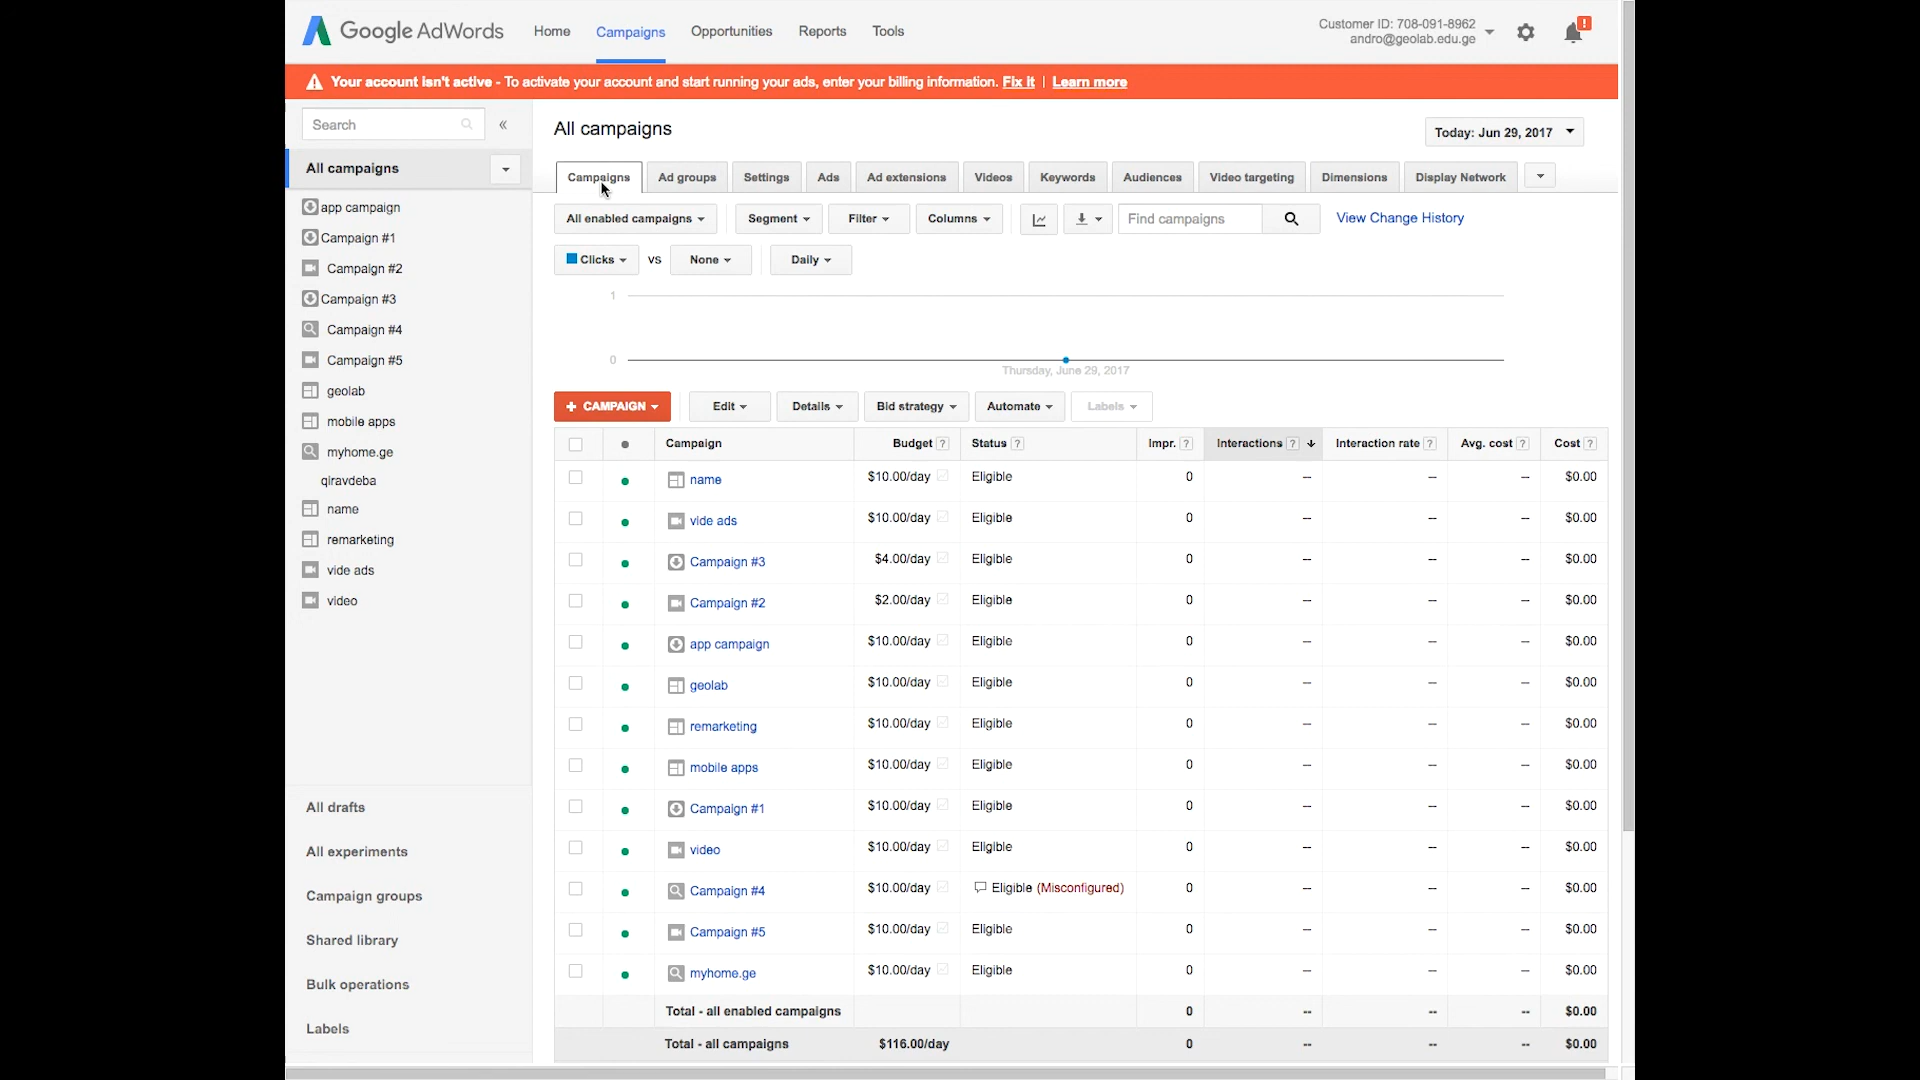 Google AdWords Home Campaigns Opportunities Reports Tools
Customer ID: 708-091-8962
andro@geolab.edu.ge
!
Your account isn't active - To activate your account and start running your ads, enter your billing information. Fix it | Learn more
Search «
All campaigns
app campaign
Campaign #1
Campaign #2
Campaign #3
Campaign #4
Campaign #5
geolab
mobile apps
myhome.ge
qiravdeba
name
remarketing
vide ads
video
All drafts
All experiments
Campaign groups
Shared library
Bulk operations
Labels
All campaigns
Today: Jun 29, 2017
Campaigns Ad groups Settings Ads Ad extensions Videos Keywords Audiences Video targeting Dimensions Display Network
All enabled campaigns Segment Filter Columns Find campaigns View Change History
Clicks vs None Daily
1
0
Thursday, June 29, 2017
+ CAMPAIGN Edit Details Bid strategy Automate Labels
Campaign Budget ? Status ? Impr. ? Interactions ? Interaction rate ? Avg. cost ? Cost ?
name $10.00/day Eligible 0 -- -- -- $0.00
vide ads $10.00/day Eligible 0 -- -- -- $0.00
Campaign #3 $4.00/day Eligible 0 -- -- -- $0.00
Campaign #2 $2.00/day Eligible 0 -- -- -- $0.00
app campaign $10.00/day Eligible 0 -- -- -- $0.00
geolab $10.00/day Eligible 0 -- -- -- $0.00
remarketing $10.00/day Eligible 0 -- -- -- $0.00
mobile apps $10.00/day Eligible 0 -- -- -- $0.00
Campaign #1 $10.00/day Eligible 0 -- -- -- $0.00
video $10.00/day Eligible 0 -- -- -- $0.00
Campaign #4 $10.00/day Eligible (Misconfigured) 0 -- -- -- $0.00
Campaign #5 $10.00/day Eligible 0 -- -- -- $0.00
myhome.ge $10.00/day Eligible 0 -- -- -- $0.00
Total - all enabled campaigns 0 -- -- -- $0.00
Total - all campaigns $116.00/day 0 -- -- -- $0.00